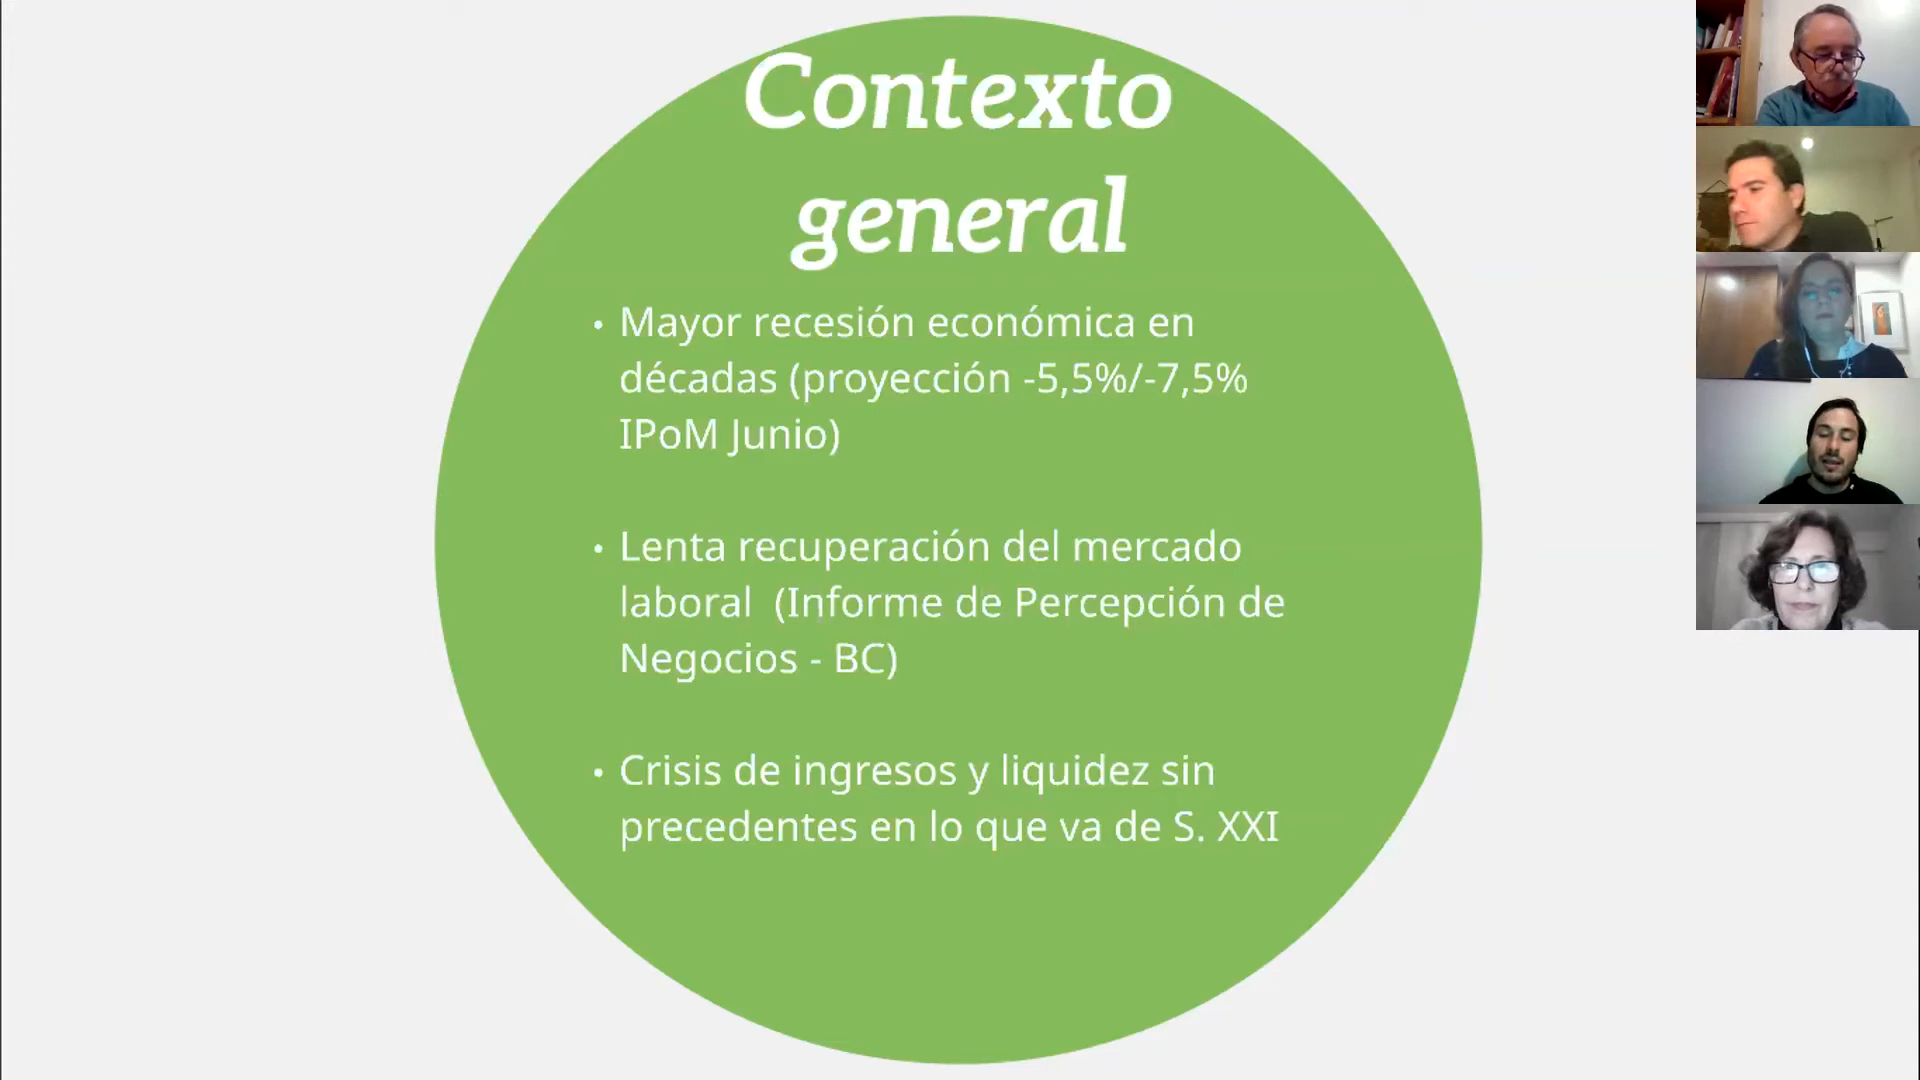 Contexto
general
• Mayor recesión económica en
décadas (proyección -5,5%/-7,5%
IPoM Junio)
• Lenta recuperación del mercado
laboral  (Informe de Percepción de
Negocios - BC)
• Crisis de ingresos y liquidez sin
precedentes en lo que va de S. XXI